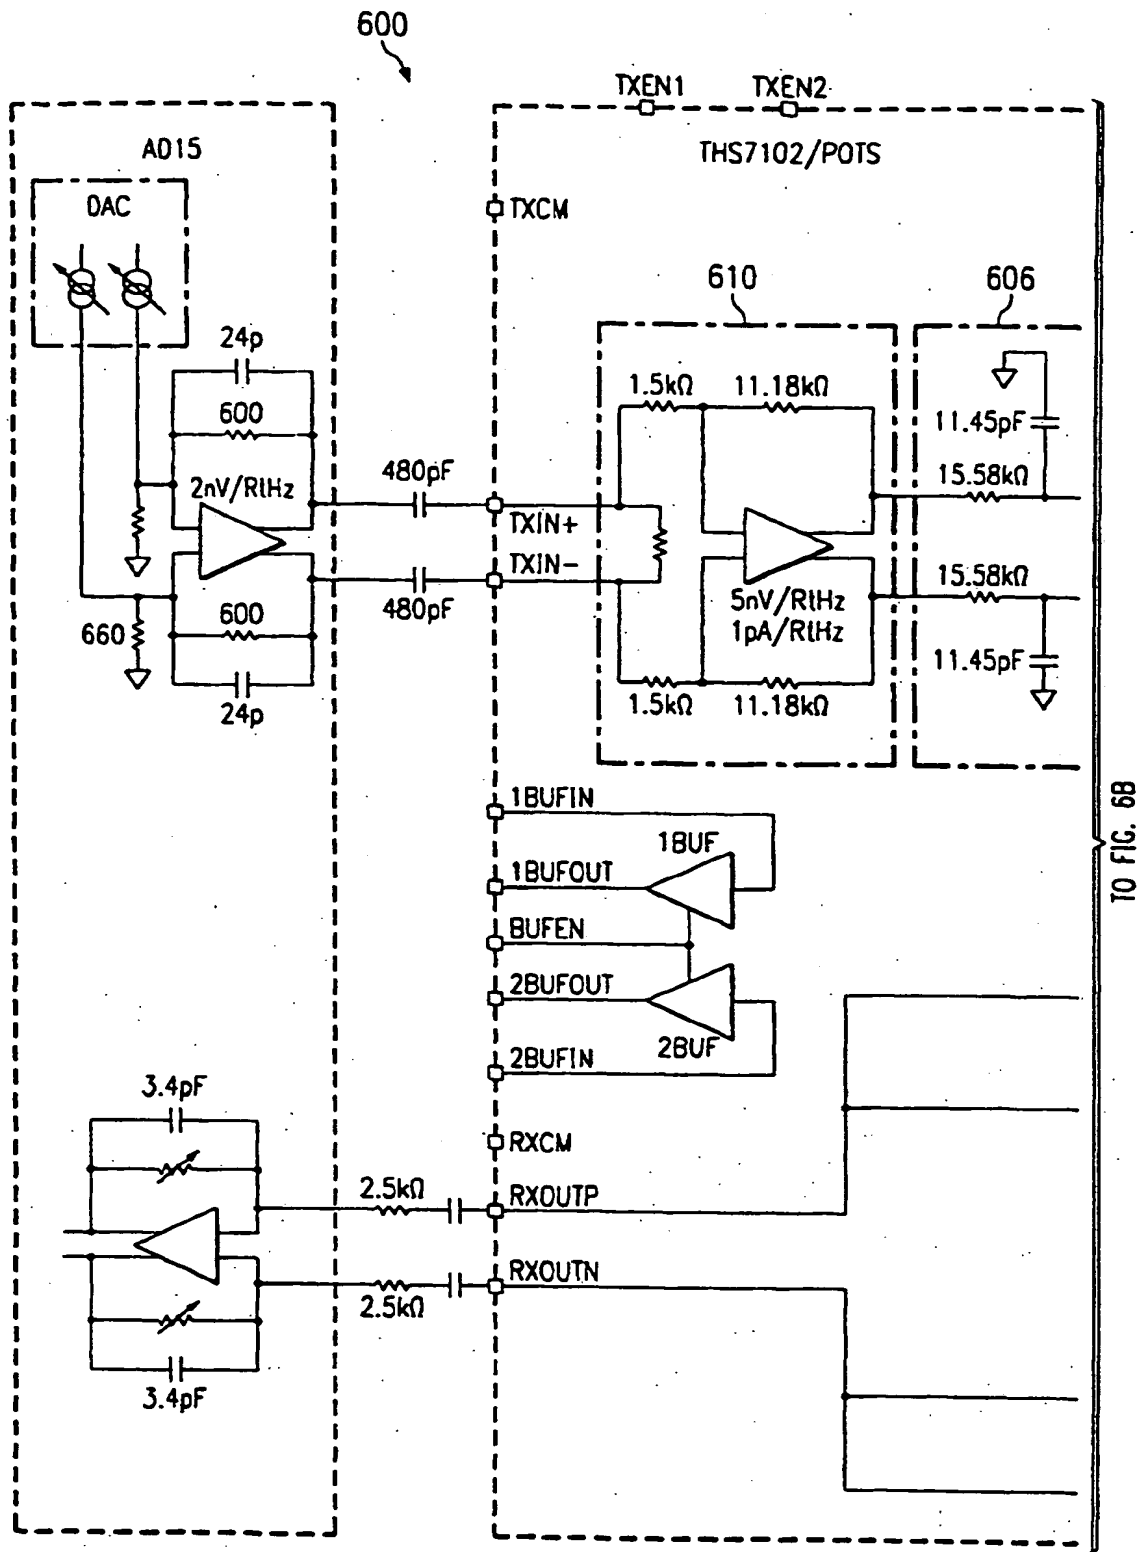 600
TXEN1
TXEN2
AD15
THS7102/POTS
DAC
TXCM
610
606
24p
600
1.5kΩ
11.18kΩ
11.45pF
2nV/RtHz
480pF
15.58kΩ
TXIN+
TXIN-
480pF
5nV/RtHz
1pA/RtHz
15.58kΩ
660
600
11.45pF
24p
1.5kΩ
11.18kΩ
1BUFIN
1BUF
1BUFOUT
BUFEN
2BUFOUT
2BUF
2BUFIN
TO FIG. 6B
3.4pF
RXCM
2.5kΩ
RXOUTP
RXOUTN
2.5kΩ
3.4pF